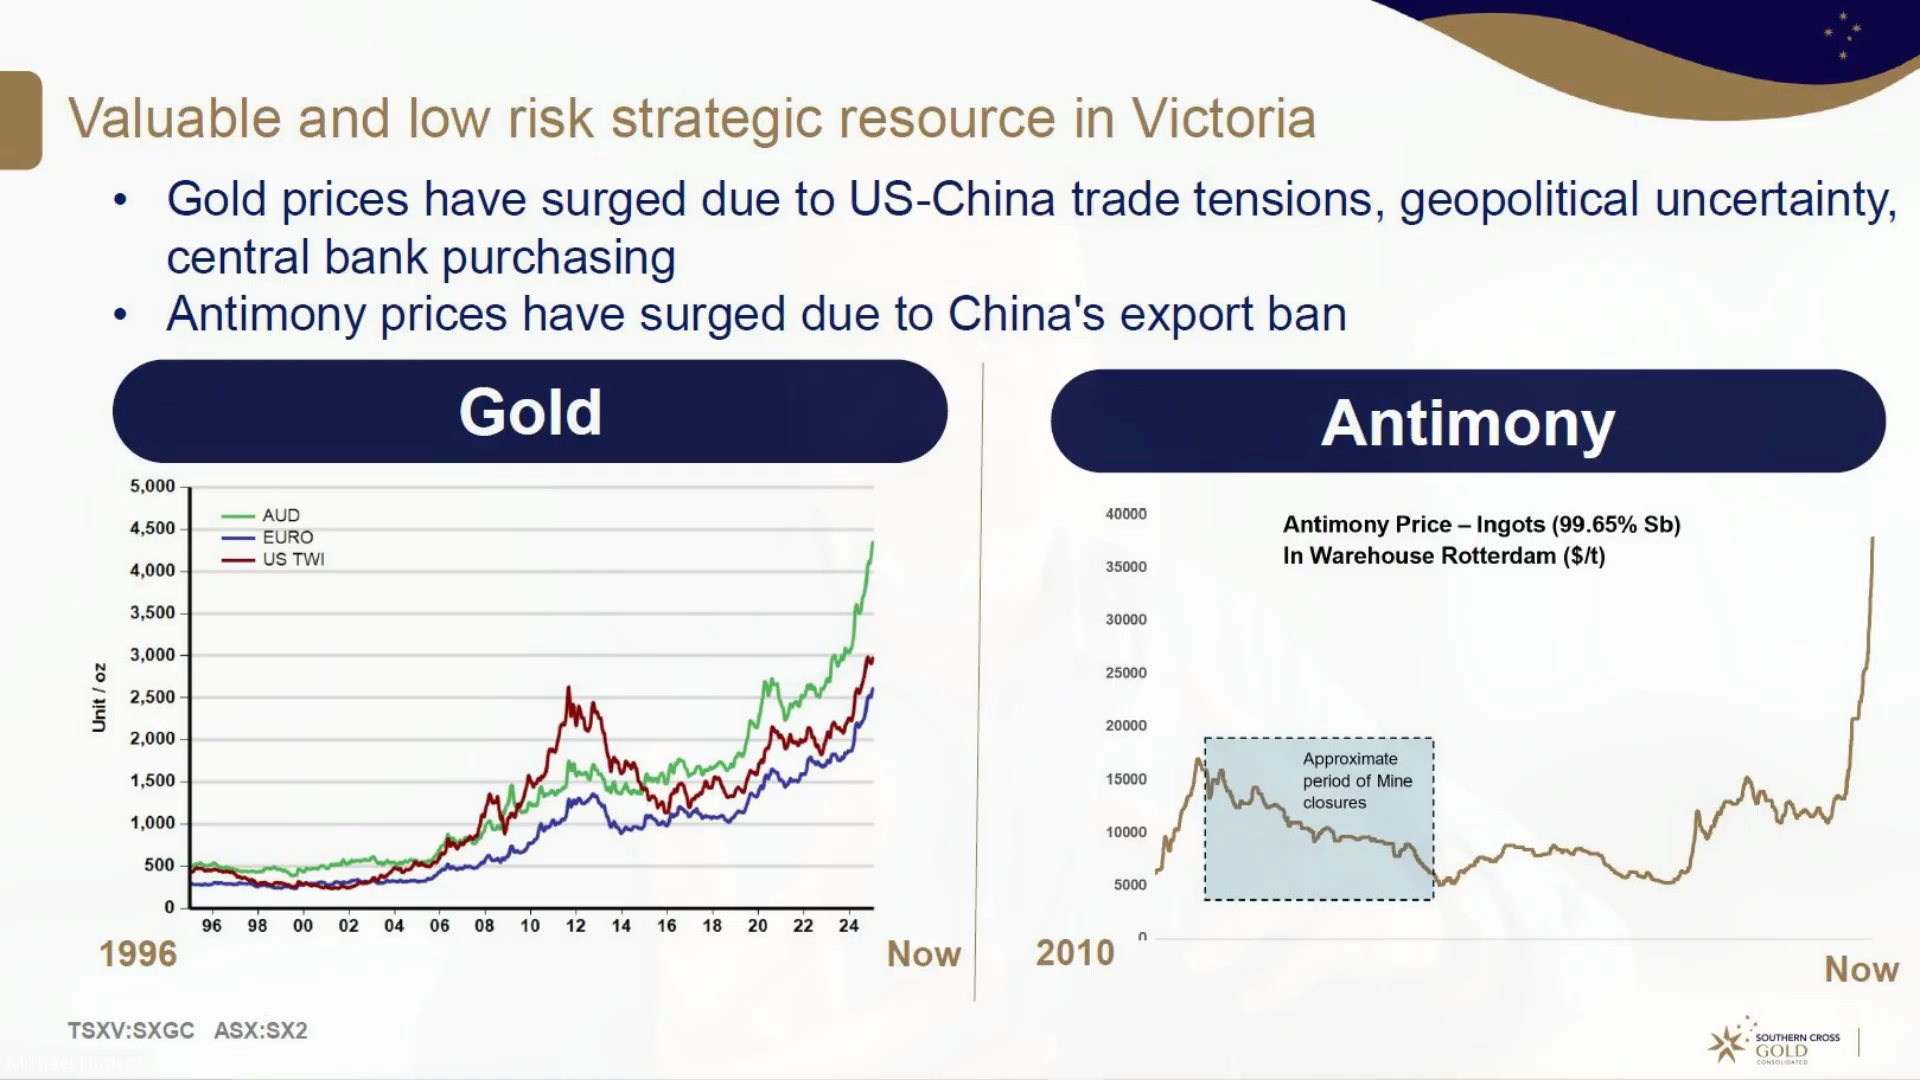 Valuable and low risk strategic resource in Victoria
• Gold prices have surged due to US-China trade tensions, geopolitical uncertainty,
central bank purchasing
• Antimony prices have surged due to China's export ban
Gold
Antimony
5,000
4,500
4,000
3,500
3,000
2,500
2,000
1,500
1,000
500
0
Unit / oz
AUD
EURO
US TWI
96 98 00 02 04 06 08 10 12 14 16 18 20 22 24
1996
Now
40000
35000
30000
25000
20000
15000
10000
5000
0
Antimony Price – Ingots (99.65% Sb)
In Warehouse Rotterdam ($/t)
Approximate
period of Mine
closures
2010
Now
TSXV:SXGC ASX:SX2
SOUTHERN CROSS
GOLD
CONSOLIDATED